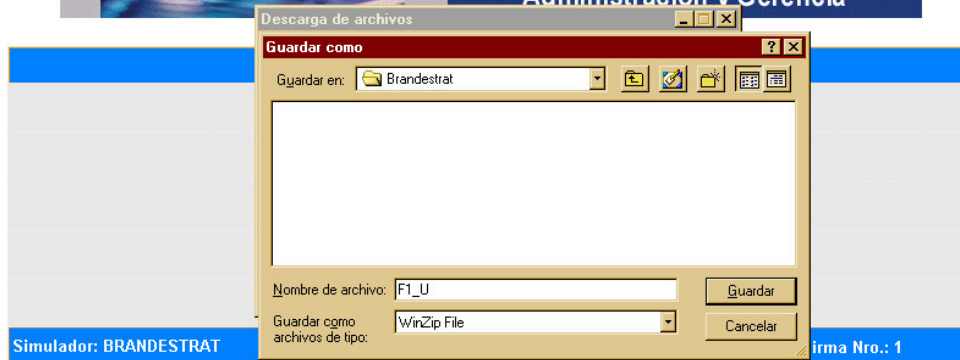 Administración y Gerencia
Descarga de archivos
Guardar como
Guardar en: Brandestrat
Nombre de archivo: F1_U
Guardar
Guardar como
archivos de tipo:
WinZip File
Cancelar
Simulador: BRANDESTRAT
irma Nro.: 1